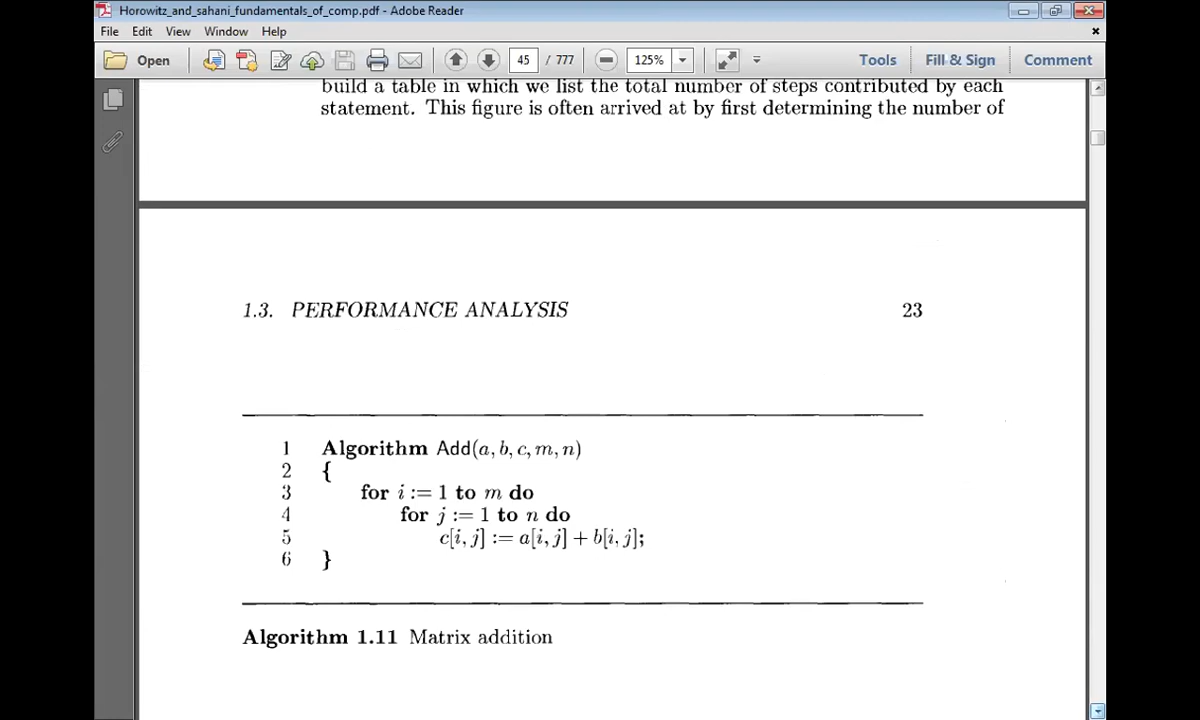 Horowitz_and_sahani_fundamentals_of_comp.pdf - Adobe Reader
File Edit View Window Help
Open 45 / 777 125% Tools Fill & Sign Comment
build a table in which we list the total number of steps contributed by each
statement. This figure is often arrived at by first determining the number of
1.3. PERFORMANCE ANALYSIS 23
1 Algorithm Add(a, b, c, m, n)
2 {
3 for i := 1 to m do
4 for j := 1 to n do
5 c[i, j] := a[i, j] + b[i, j];
6 }
Algorithm 1.11 Matrix addition